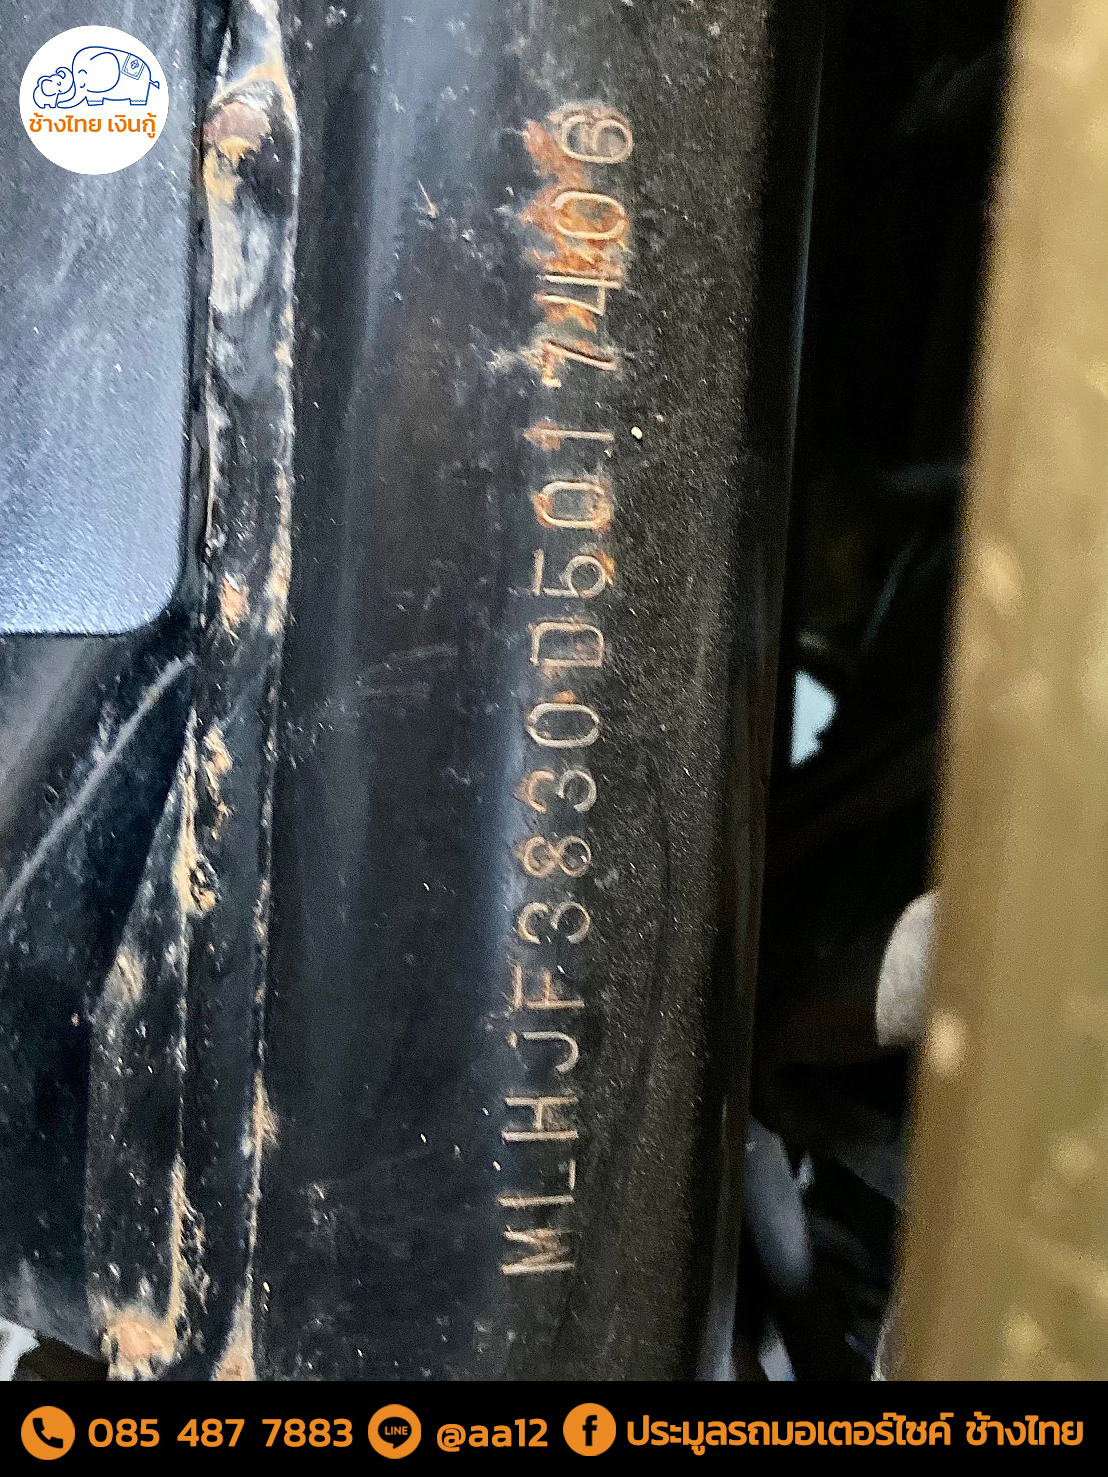 ช้างไทย เงินกู้
MLHJF3830D5017406
085 487 7883 LINE @aa12 ประมูลรถมอเตอร์ไซค์ ช้างไทย